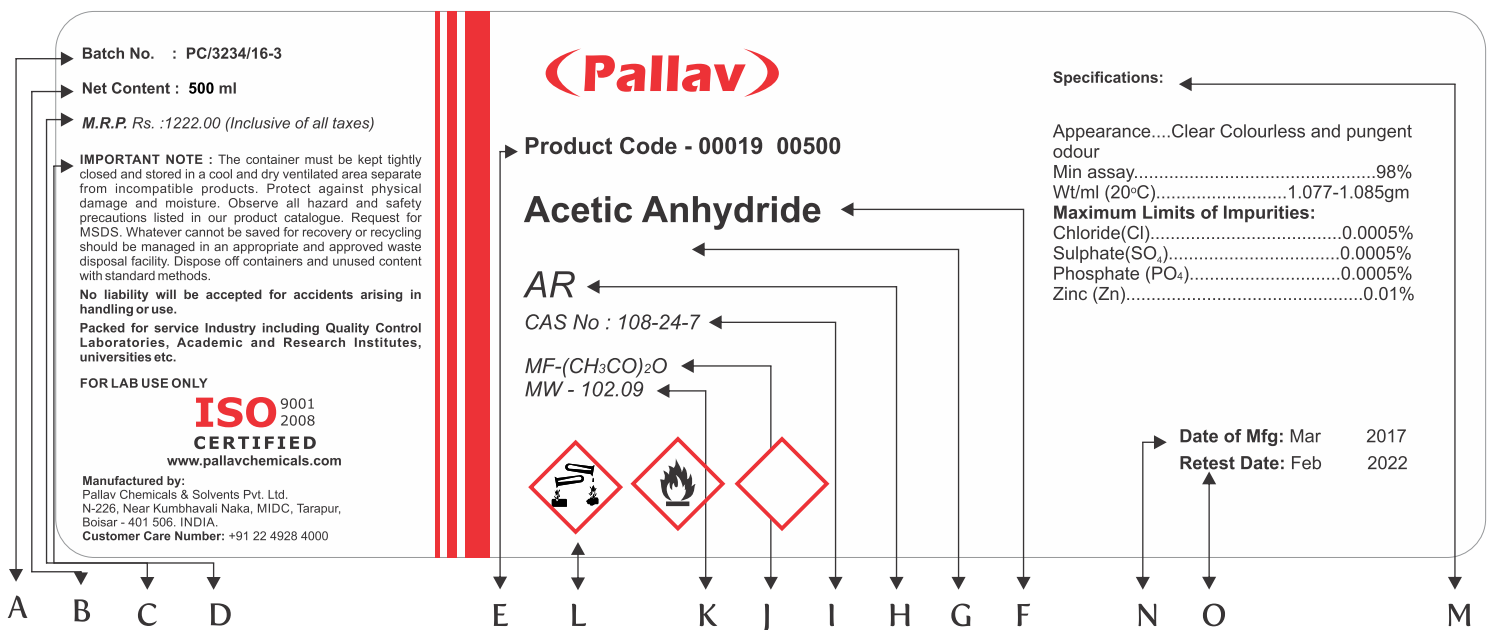 Batch No. : PC/3234/16-3
Net Content : 500 ml
M.R.P. Rs. :1222.00 (Inclusive of all taxes)
IMPORTANT NOTE : The container must be kept tightly
closed and stored in a cool and dry ventilated area separate
from incompatible products. Protect against physical
damage and moisture. Observe all hazard and safety
precautions listed in our product catalogue. Request for
MSDS. Whatever cannot be saved for recovery or recycling
should be managed in an appropriate and approved waste
disposal facility. Dispose off containers and unused content
with standard methods.
No liability will be accepted for accidents arising in
handling or use.
Packed for service Industry including Quality Control
Laboratories, Academic and Research Institutes,
universities etc.
FOR LAB USE ONLY
ISO 9001
2008
CERTIFIED
www.pallavchemicals.com
Manufactured by:
Pallav Chemicals & Solvents Pvt. Ltd.
N-226, Near Kumbhavali Naka, MIDC, Tarapur,
Boisar - 401 506. INDIA.
Customer Care Number: +91 22 4928 4000
(Pallav)
Product Code - 00019 00500
Acetic Anhydride
AR
CAS No : 108-24-7
MF-(CH3CO)2O
MW - 102.09
Specifications:
Appearance....Clear Colourless and pungent
odour
Min assay................................................98%
Wt/ml (20°C)..........................1.077-1.085gm
Maximum Limits of Impurities:
Chloride(Cl)......................................0.0005%
Sulphate(SO4)..................................0.0005%
Phosphate (PO4)..............................0.0005%
Zinc (Zn)...............................................0.01%
Date of Mfg: Mar 2017
Retest Date: Feb 2022
A B C D E L K J I H G F N O M